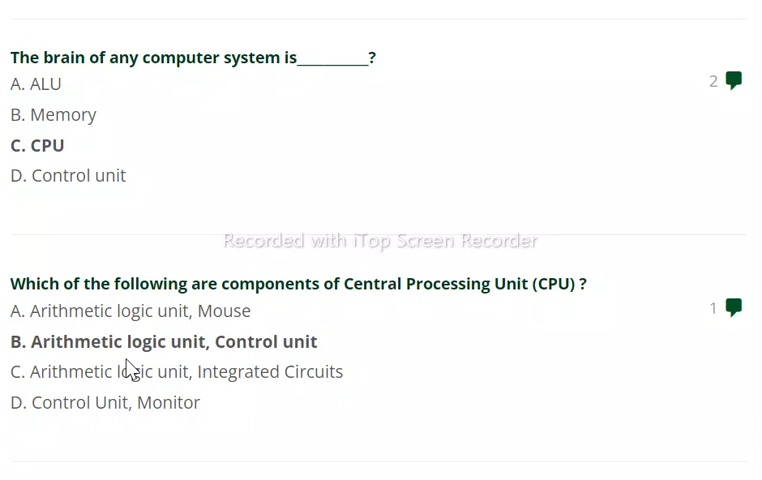 The brain of any computer system is__________?
A. ALU
2
B. Memory
C. CPU
D. Control unit
Recorded with iTop Screen Recorder
Which of the following are components of Central Processing Unit (CPU) ?
A. Arithmetic logic unit, Mouse
1
B. Arithmetic logic unit, Control unit
C. Arithmetic logic unit, Integrated Circuits
D. Control Unit, Monitor